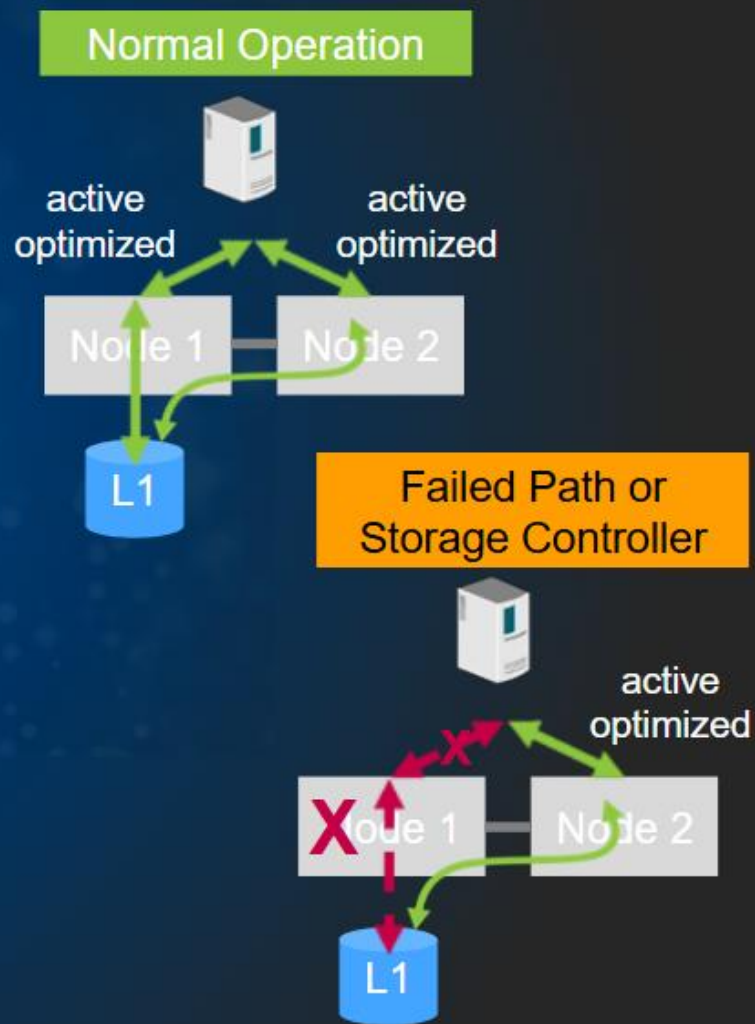 Normal Operation
active
optimized
active
optimized
Node 1
Node 2
L1
Failed Path or
Storage Controller
active
optimized
X
X
Node 1
Node 2
L1